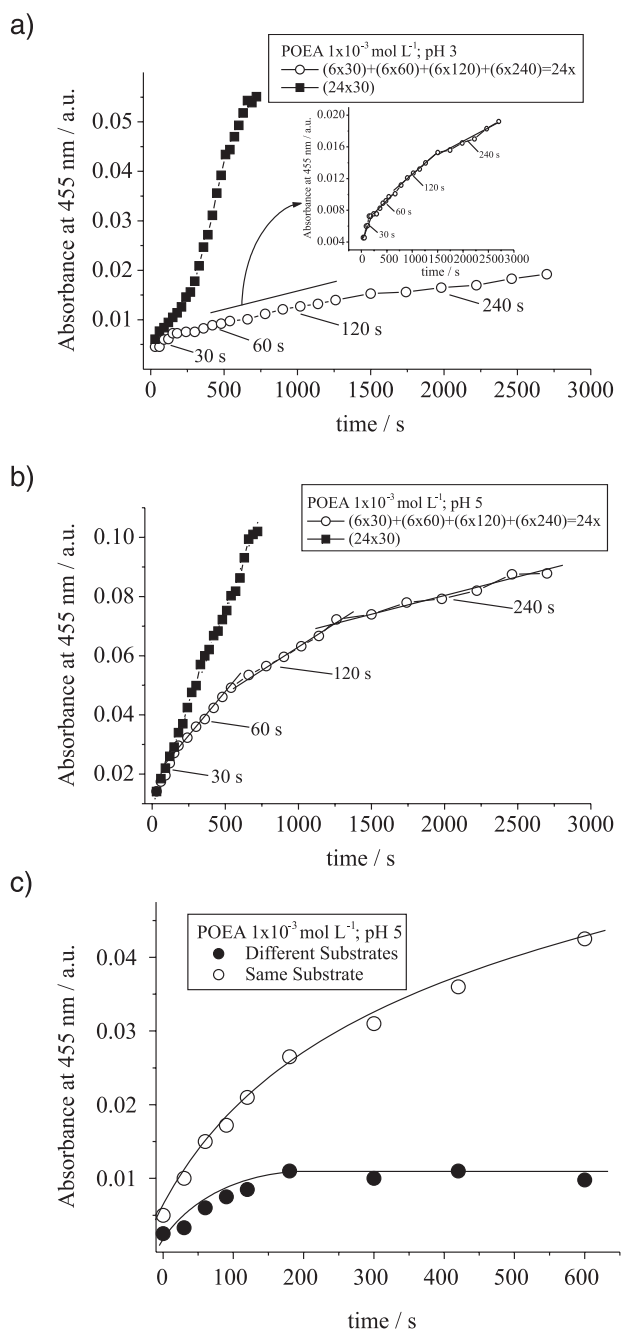 a)
POEA 1x10⁻³ mol L⁻¹; pH 3
(6x30)+(6x60)+(6x120)+(6x240)=24x
(24x30)
Absorbance at 455 nm / a.u.
0.05
0.04
0.03
0.02
0.01
0.020
0.016
0.012
0.008
0.004
Absorbance at 455 nm / a.u.
240 s
120 s
60 s
30 s
0 500 1000 1500 2000 2500 3000
time / s
30 s
60 s
120 s
240 s
0 500 1000 1500 2000 2500 3000
time / s
b)
POEA 1x10⁻³ mol L⁻¹; pH 5
(6x30)+(6x60)+(6x120)+(6x240)=24x
(24x30)
Absorbance at 455 nm / a.u.
0.10
0.08
0.06
0.04
0.02
240 s
120 s
60 s
30 s
0 500 1000 1500 2000 2500 3000
time / s
c)
POEA 1x10⁻³ mol L⁻¹; pH 5
Different Substrates
Same Substrate
Absorbance at 455 nm / a.u.
0.04
0.03
0.02
0.01
0 100 200 300 400 500 600
time / s